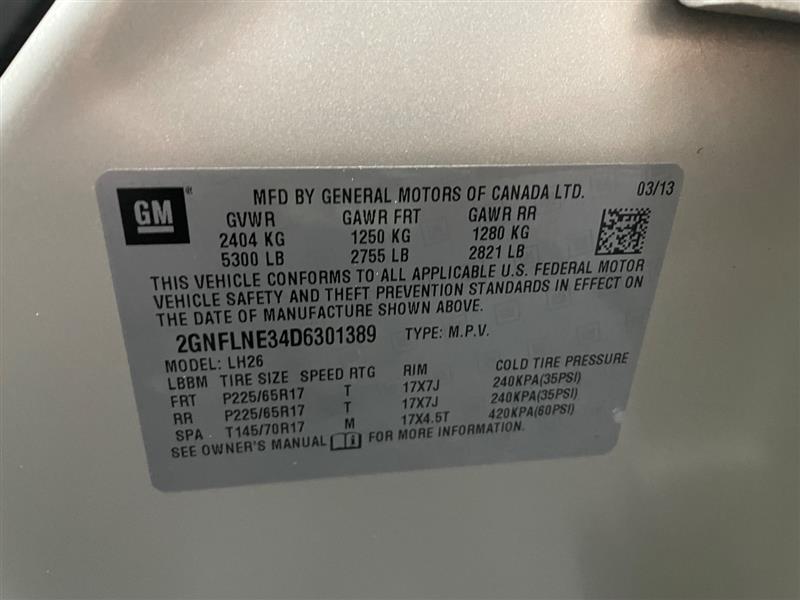 GM® MFD BY GENERAL MOTORS OF CANADA LTD. 03/13
GVWR GAWR FRT GAWR RR
2404 KG 1250 KG 1280 KG
5300 LB 2755 LB 2821 LB
THIS VEHICLE CONFORMS TO ALL APPLICABLE U.S. FEDERAL MOTOR
VEHICLE SAFETY AND THEFT PREVENTION STANDARDS IN EFFECT ON
THE DATE OF MANUFACTURE SHOWN ABOVE.
2GNFLNE34D6301389 TYPE: M.P.V.
MODEL: LH26
LBBM TIRE SIZE SPEED RTG RIM COLD TIRE PRESSURE
FRT P225/65R17 T 17X7J 240KPA(35PSI)
RR P225/65R17 T 17X7J 240KPA(35PSI)
SPA T145/70R17 M 17X4.5T 420KPA(60PSI)
SEE OWNER'S MANUAL FOR MORE INFORMATION.